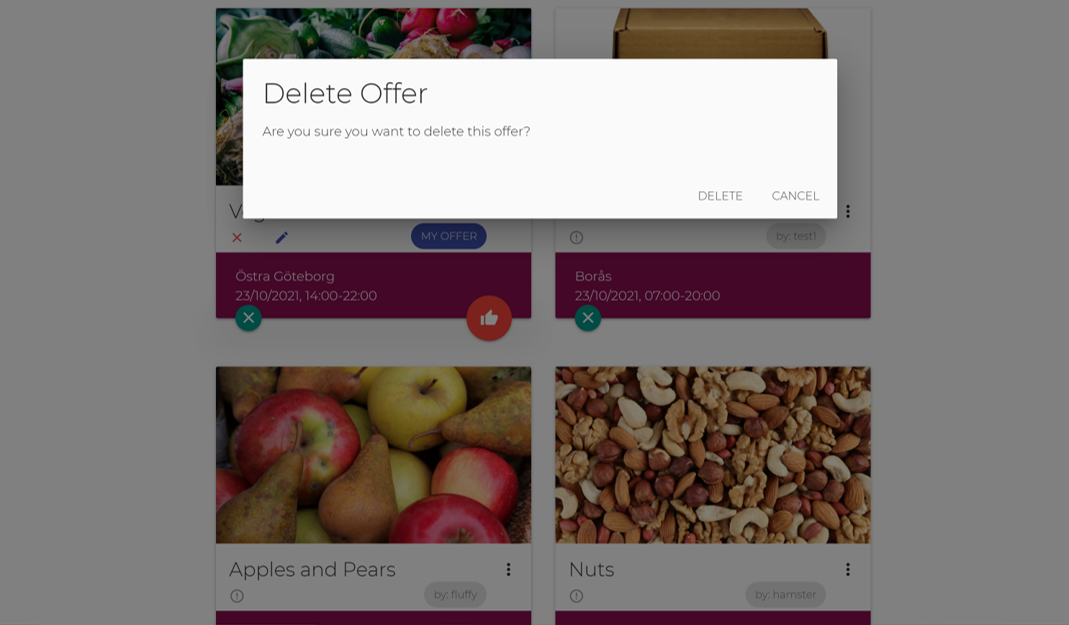 Delete Offer
Are you sure you want to delete this offer?
DELETE CANCEL
MY OFFER
by: test1
Östra Göteborg
23/10/2021, 14:00-22:00
Borås
23/10/2021, 07:00-20:00
Apples and Pears
by: fluffy
Nuts
by: hamster